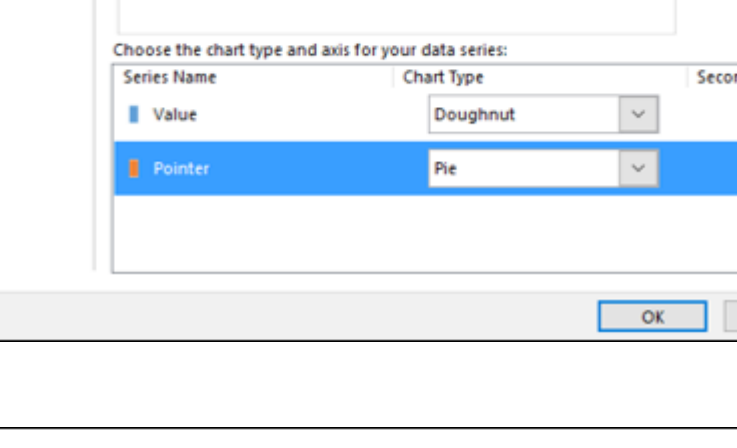 Choose the chart type and axis for your data series:
Series Name Chart Type
Value Doughnut
Pointer Pie
OK